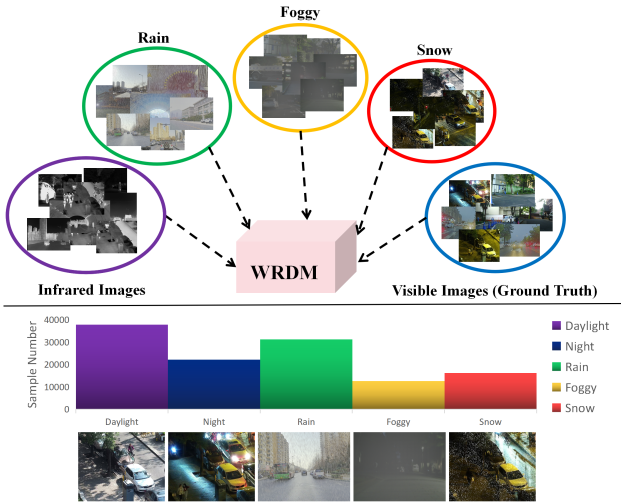 Foggy
Rain
Snow
WRDM
Infrared Images
Visible Images (Ground Truth)
Sample Number
40000
30000
20000
10000
0
Daylight
Night
Rain
Foggy
Snow
Daylight
Night
Rain
Foggy
Snow